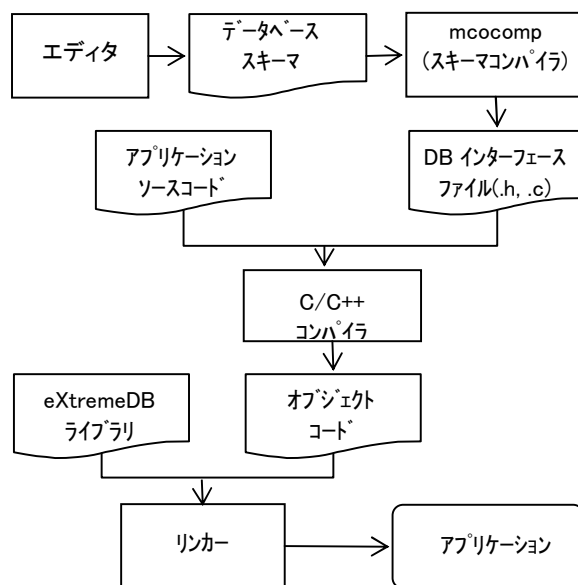 エディタ
ﾃﾞｰﾀﾍﾞｰｽ
スキーマ
mcocomp
(スキーマコンパイラ)
アプリケーション
ソースコード
DB インターフェース
ファイル(.h, .c)
C/C++
コンパイラ
eXtremeDB
ライブラリ
オブジェクト
コード
リンカー
アプリケーション